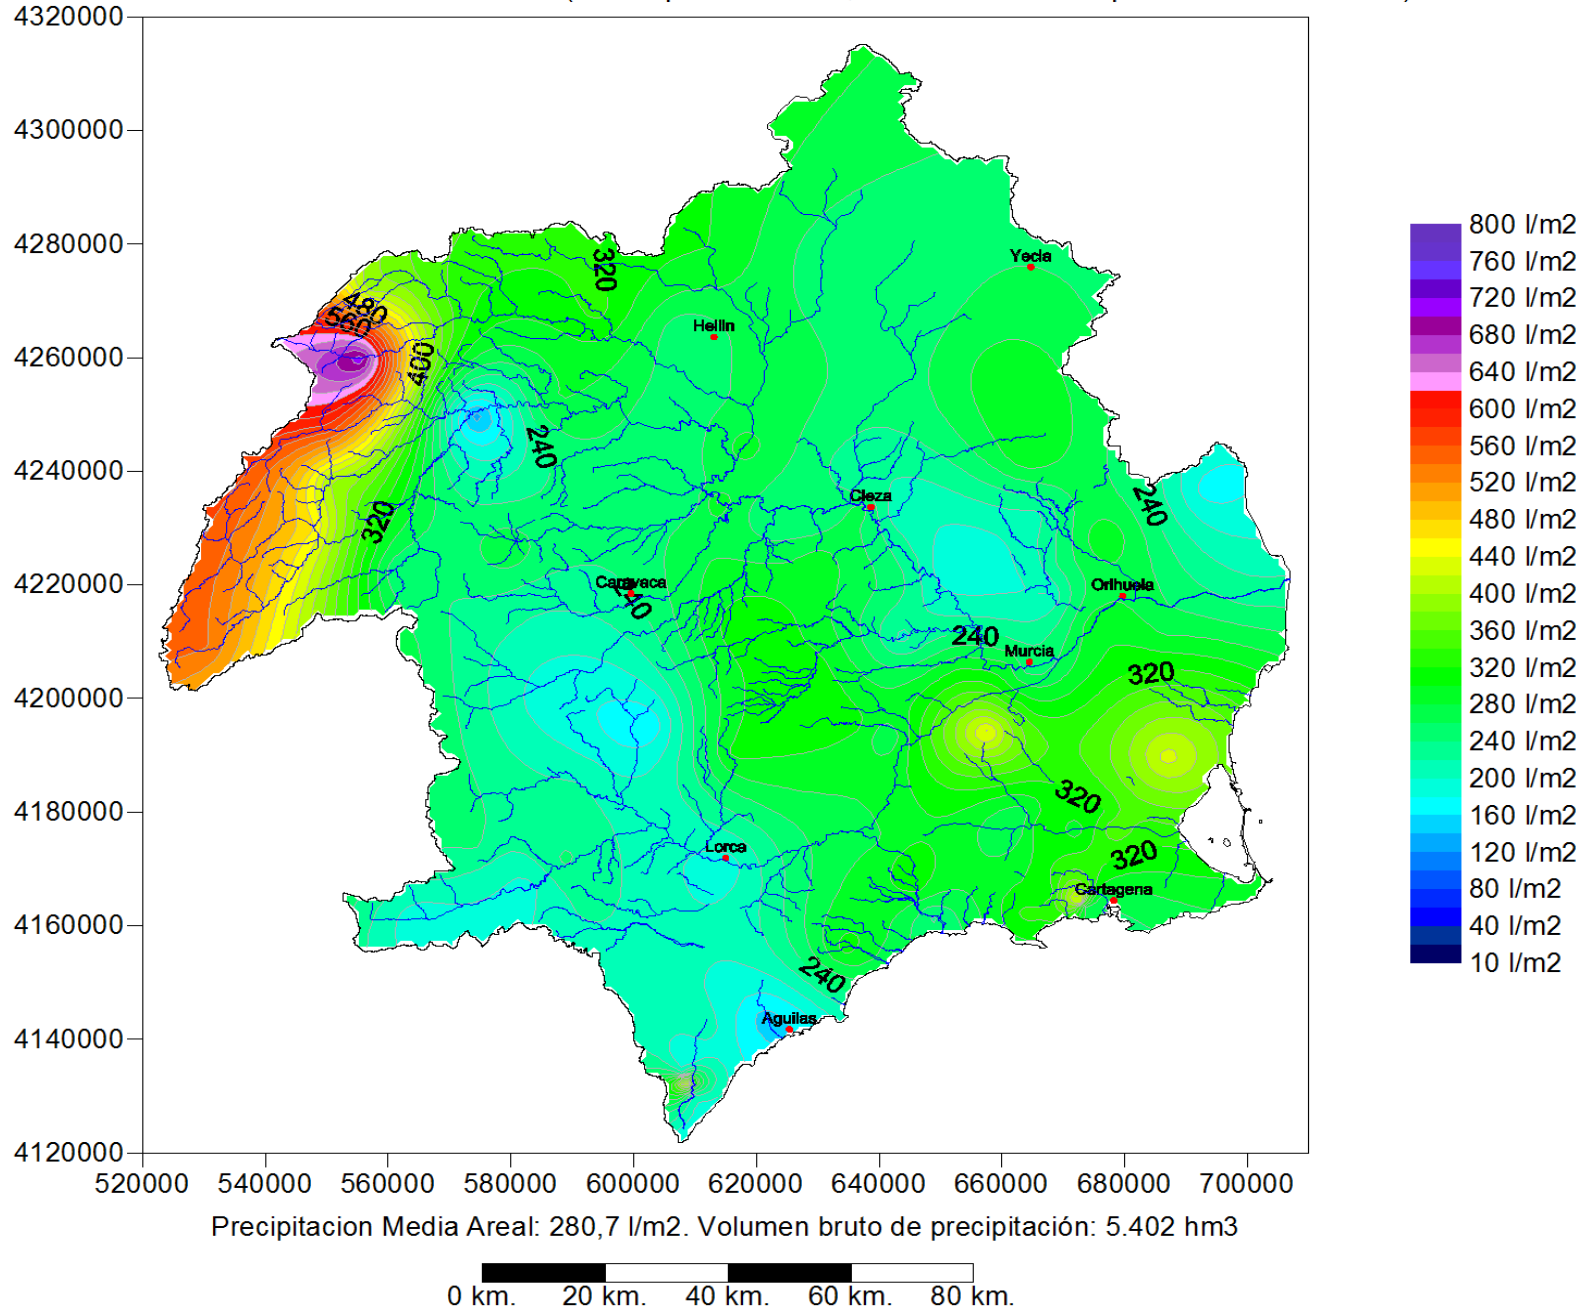 4320000
4300000
4280000
4260000
4240000
4220000
4200000
4180000
4160000
4140000
4120000
520000 540000 560000 580000 600000 620000 640000 660000 680000 700000
320
Yecla
480
560
Hellin
400
240
Cieza
240
320
Caravaca
240
Orihuela
240
Murcia
320
320
Lorca
320
Cartagena
240
Aguilas
800 l/m2
760 l/m2
720 l/m2
680 l/m2
640 l/m2
600 l/m2
560 l/m2
520 l/m2
480 l/m2
440 l/m2
400 l/m2
360 l/m2
320 l/m2
280 l/m2
240 l/m2
200 l/m2
160 l/m2
120 l/m2
80 l/m2
40 l/m2
10 l/m2
Precipitacion Media Areal: 280,7 l/m2. Volumen bruto de precipitación: 5.402 hm3
0 km. 20 km. 40 km. 60 km. 80 km.